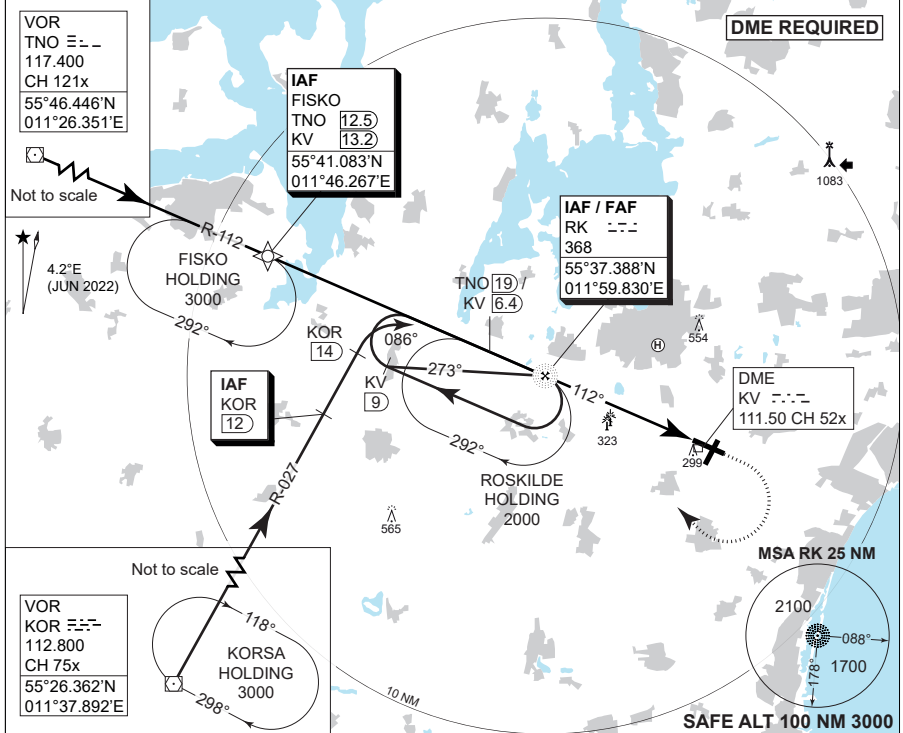 VOR
TNO
117.400
CH 121x
55°46.446'N
011°26.351'E
Not to scale
4.2°E
(JUN 2022)
DME REQUIRED
IAF
FISKO
TNO 12.5
KV 13.2
55°41.083'N
011°46.267'E
1083
R-112
FISKO
HOLDING
3000
292°
IAF / FAF
RK
368
55°37.388'N
011°59.830'E
TNO 19 /
KV 6.4
554
H
KOR
14
086°
KV
9
273°
112°
292°
323
DME
KV
111.50 CH 52x
299
IAF
KOR
12
ROSKILDE
HOLDING
2000
R-027
565
Not to scale
VOR
KOR
112.800
CH 75x
55°26.362'N
011°37.892'E
118°
KORSA
HOLDING
3000
298°
10 NM
MSA RK 25 NM
2100
088°
178°
1700
SAFE ALT 100 NM 3000